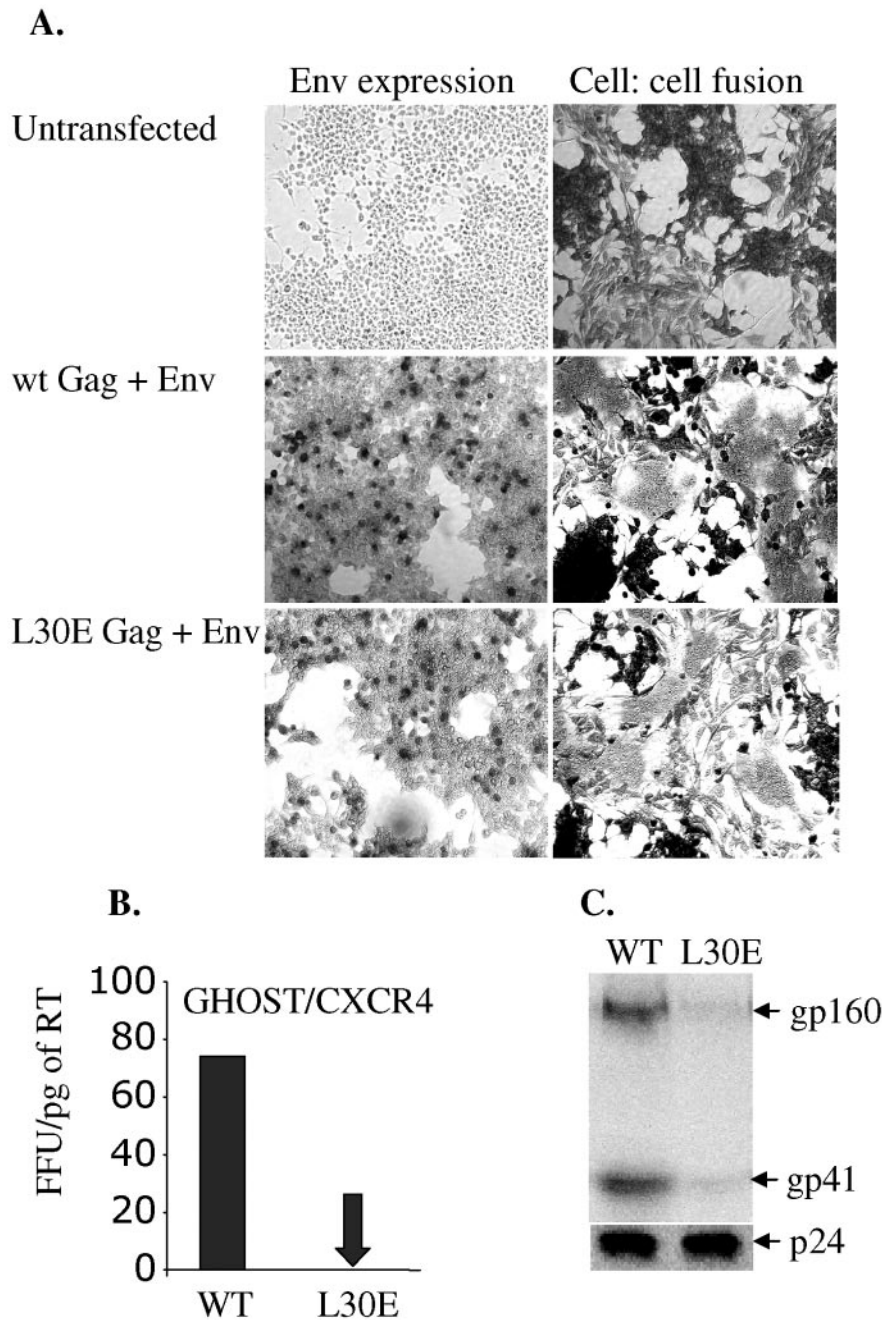 A.
Env expression
Cell: cell fusion
Untransfected
wt Gag + Env
L30E Gag + Env
B.
GHOST/CXCR4
FFU/pg of RT
100
80
60
40
20
0
WT
L30E
C.
WT L30E
gp160
gp41
p24